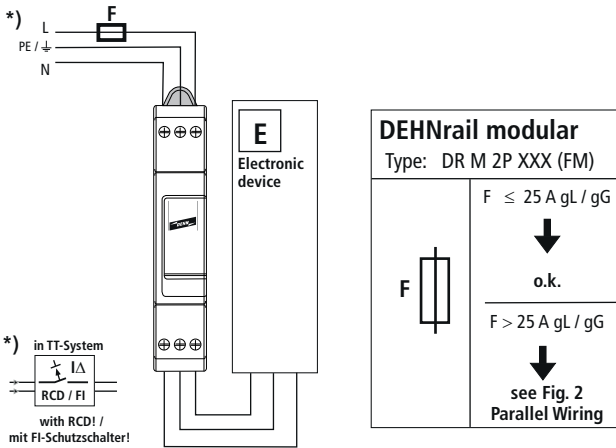 *)
F
L
PE / ⏚
N
DEHN
E
Electronic
device
*)
in TT-System
I∆
RCD / FI
with RCD! /
mit FI-Schutzschalter!
DEHNrail modular
Type: DR M 2P XXX (FM)
F
F ≤ 25 A gL / gG
o.k.
F > 25 A gL / gG
see Fig. 2
Parallel Wiring